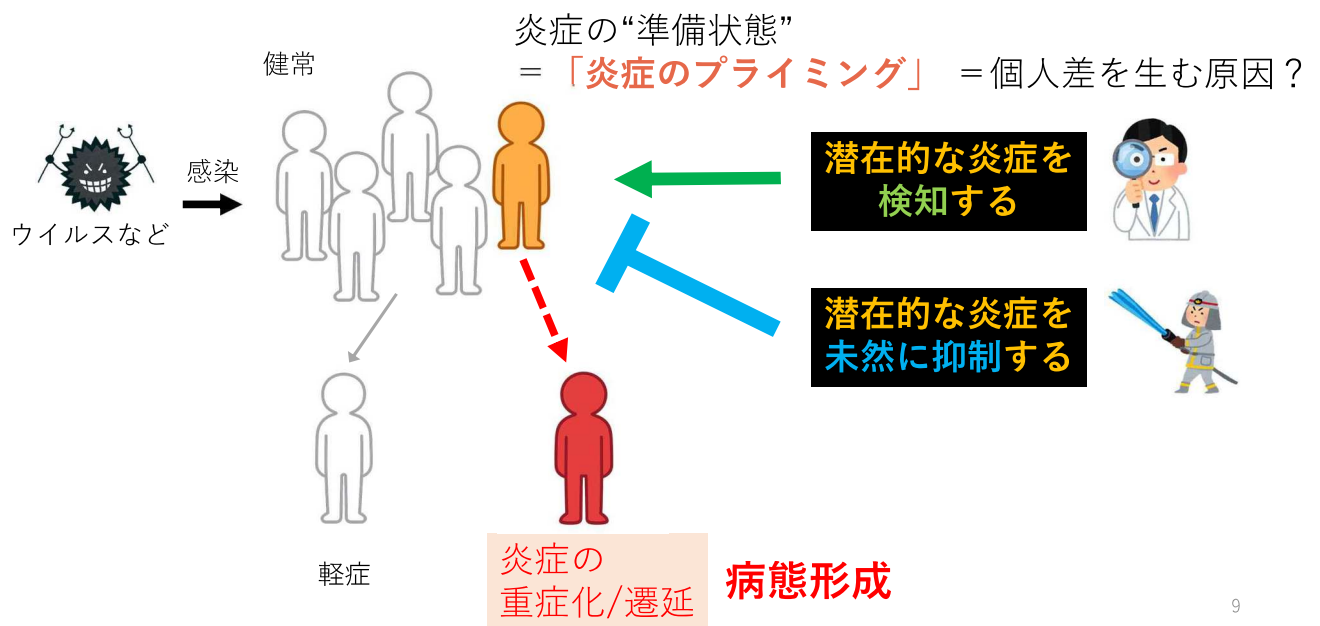 炎症の“準備状態”
＝「炎症のプライミング」 ＝個人差を生む原因？
健常
感染
ウイルスなど
潜在的な炎症を
検知する
潜在的な炎症を
未然に抑制する
軽症
炎症の
重症化/遷延
病態形成
9